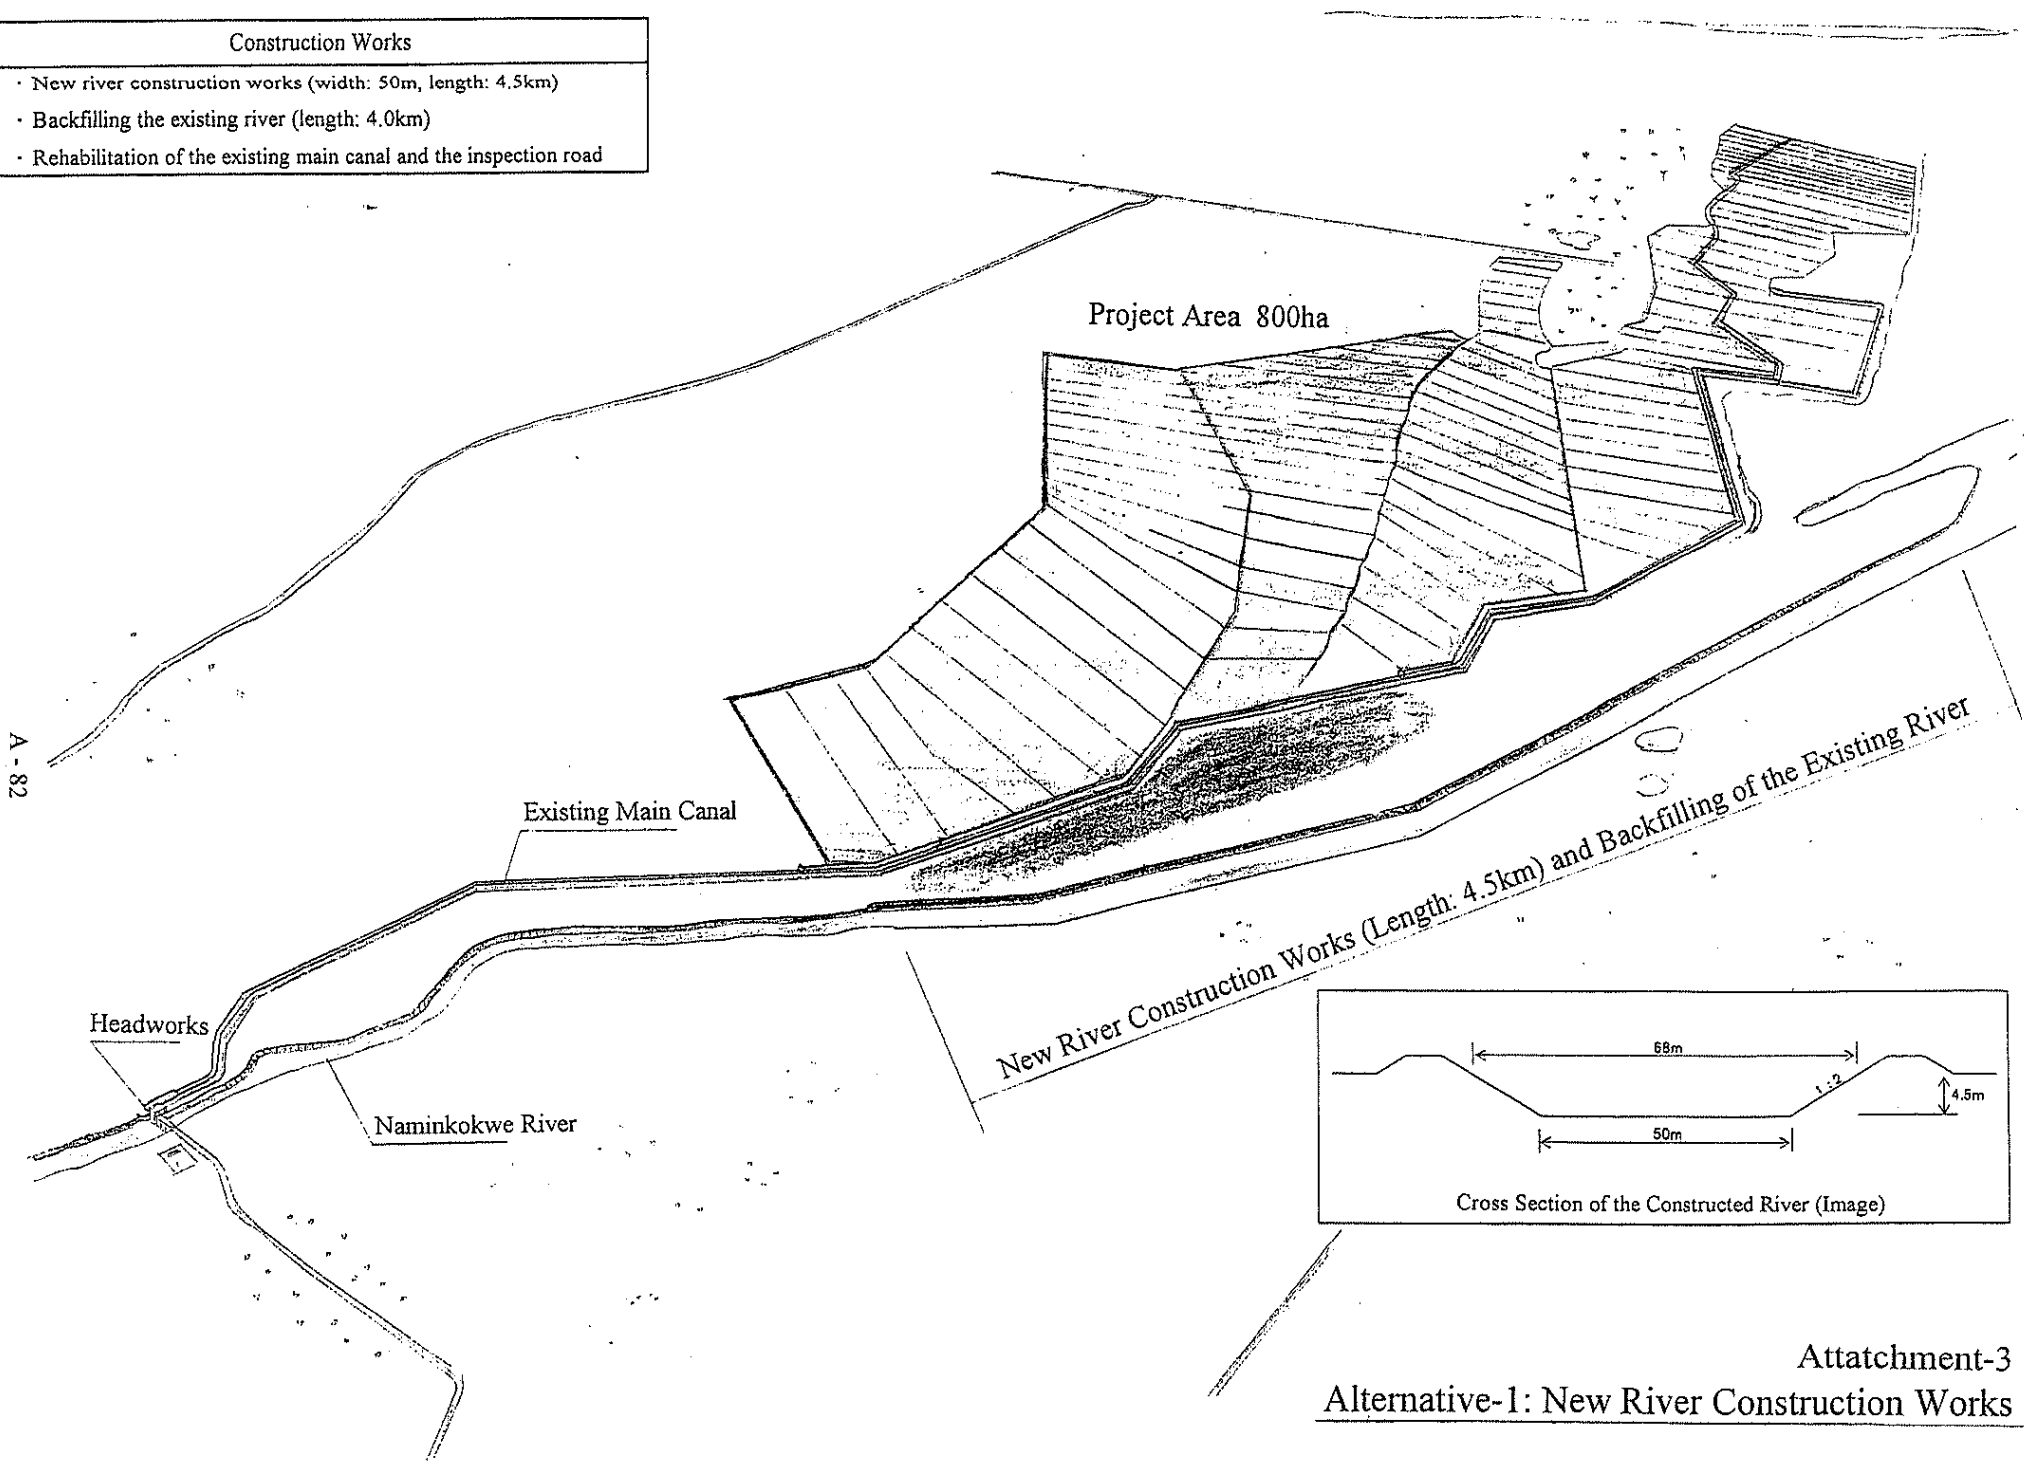 Construction Works
· New river construction works (width: 50m, length: 4.5km)
· Backfilling the existing river (length: 4.0km)
· Rehabilitation of the existing main canal and the inspection road
Project Area 800ha
A - 82
Existing Main Canal
New River Construction Works (Length: 4.5km) and Backfilling of the Existing River
Headworks
Naminkokwe River
68m
1 : 2
4.5m
50m
Cross Section of the Constructed River (Image)
Attatchment-3
Alternative-1: New River Construction Works